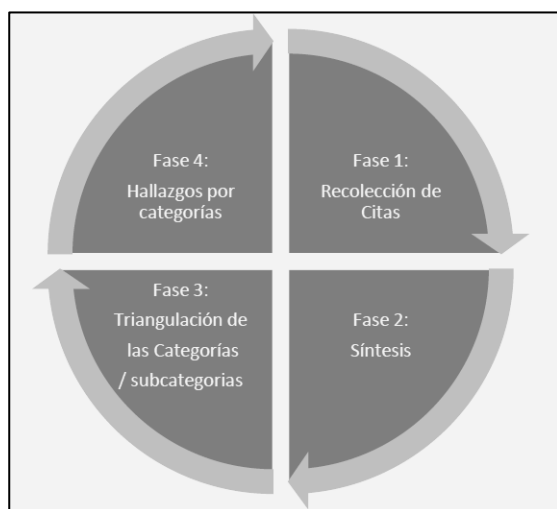 Fase 4:
Hallazgos por
categorías
Fase 1:
Recolección de
Citas
Fase 3:
Triangulación de
las Categorías
/ subcategorias
Fase 2:
Síntesis